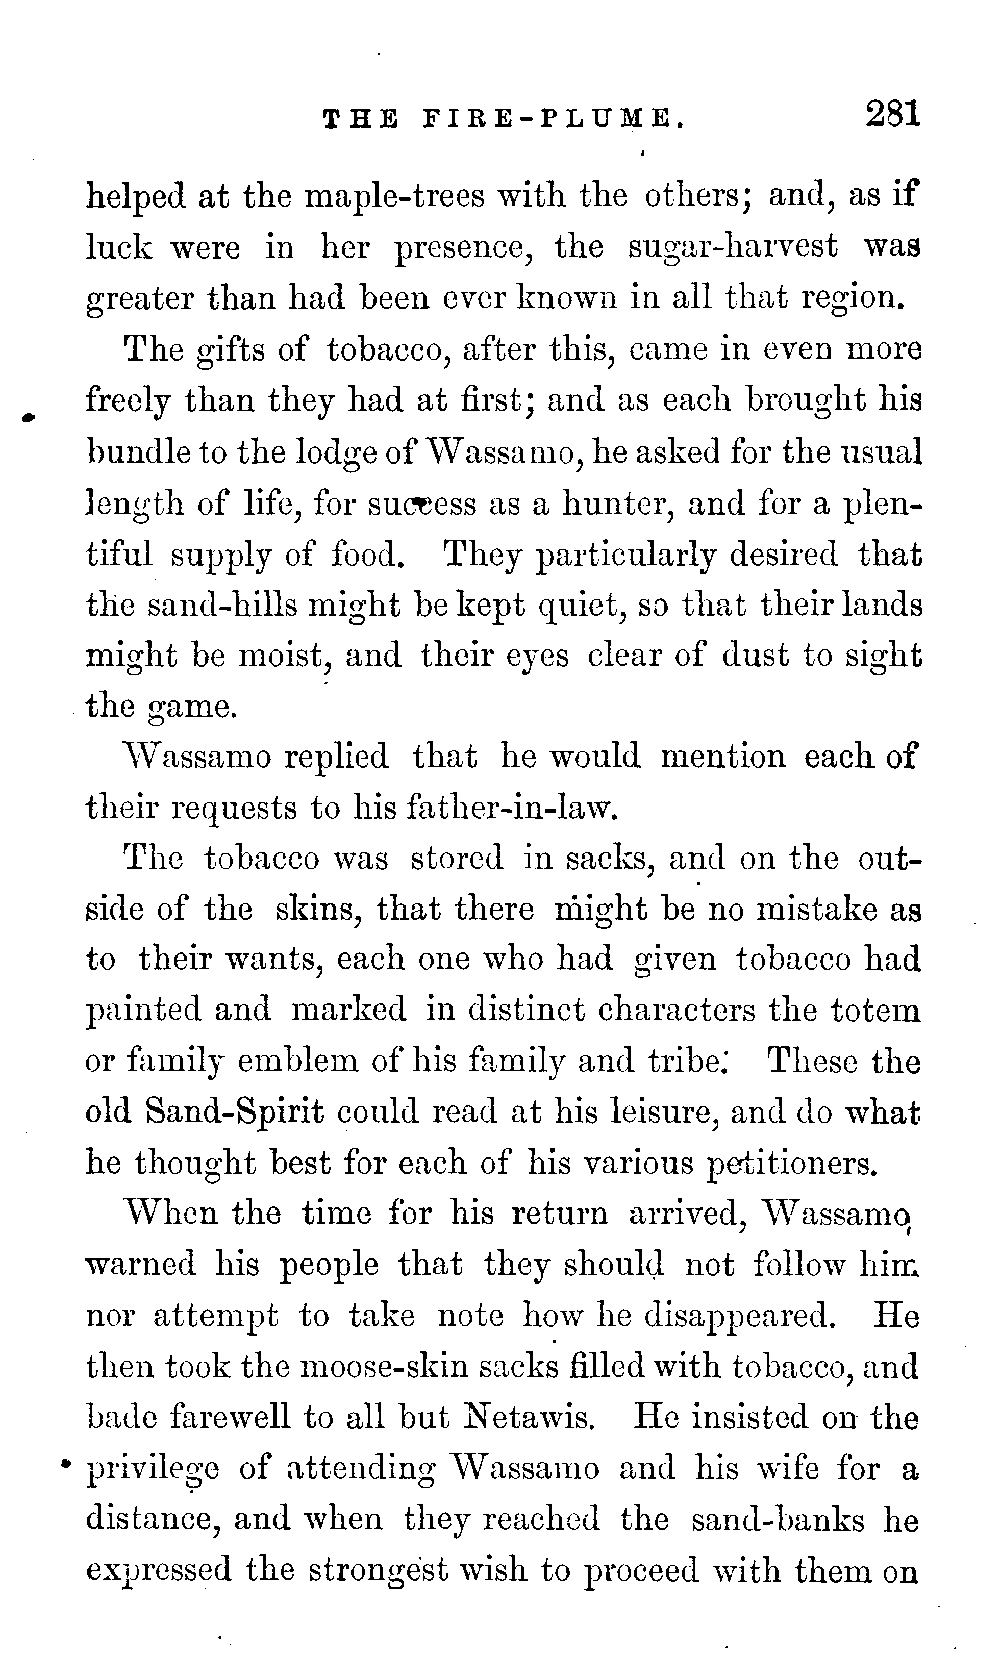 THE FIRE-PLUME. 281
helped at the maple-trees with the others; and, as if
luck were in her presence, the sugar-harvest was
greater than had been ever known in all that region.
The gifts of tobacco, after this, came in even more
freely than they had at first; and as each brought his
bundle to the lodge of Wassamo, he asked for the usual
length of life, for success as a hunter, and for a plen-
tiful supply of food. They particularly desired that
the sand-hills might be kept quiet, so that their lands
might be moist, and their eyes clear of dust to sight
the game.
Wassamo replied that he would mention each of
their requests to his father-in-law.
The tobacco was stored in sacks, and on the out-
side of the skins, that there might be no mistake as
to their wants, each one who had given tobacco had
painted and marked in distinct characters the totem
or family emblem of his family and tribe. These the
old Sand-Spirit could read at his leisure, and do what
he thought best for each of his various petitioners.
When the time for his return arrived, Wassamo,
warned his people that they should not follow him
nor attempt to take note how he disappeared. He
then took the moose-skin sacks filled with tobacco, and
bade farewell to all but Netawis. He insisted on the
privilege of attending Wassamo and his wife for a
distance, and when they reached the sand-banks he
expressed the strongest wish to proceed with them on